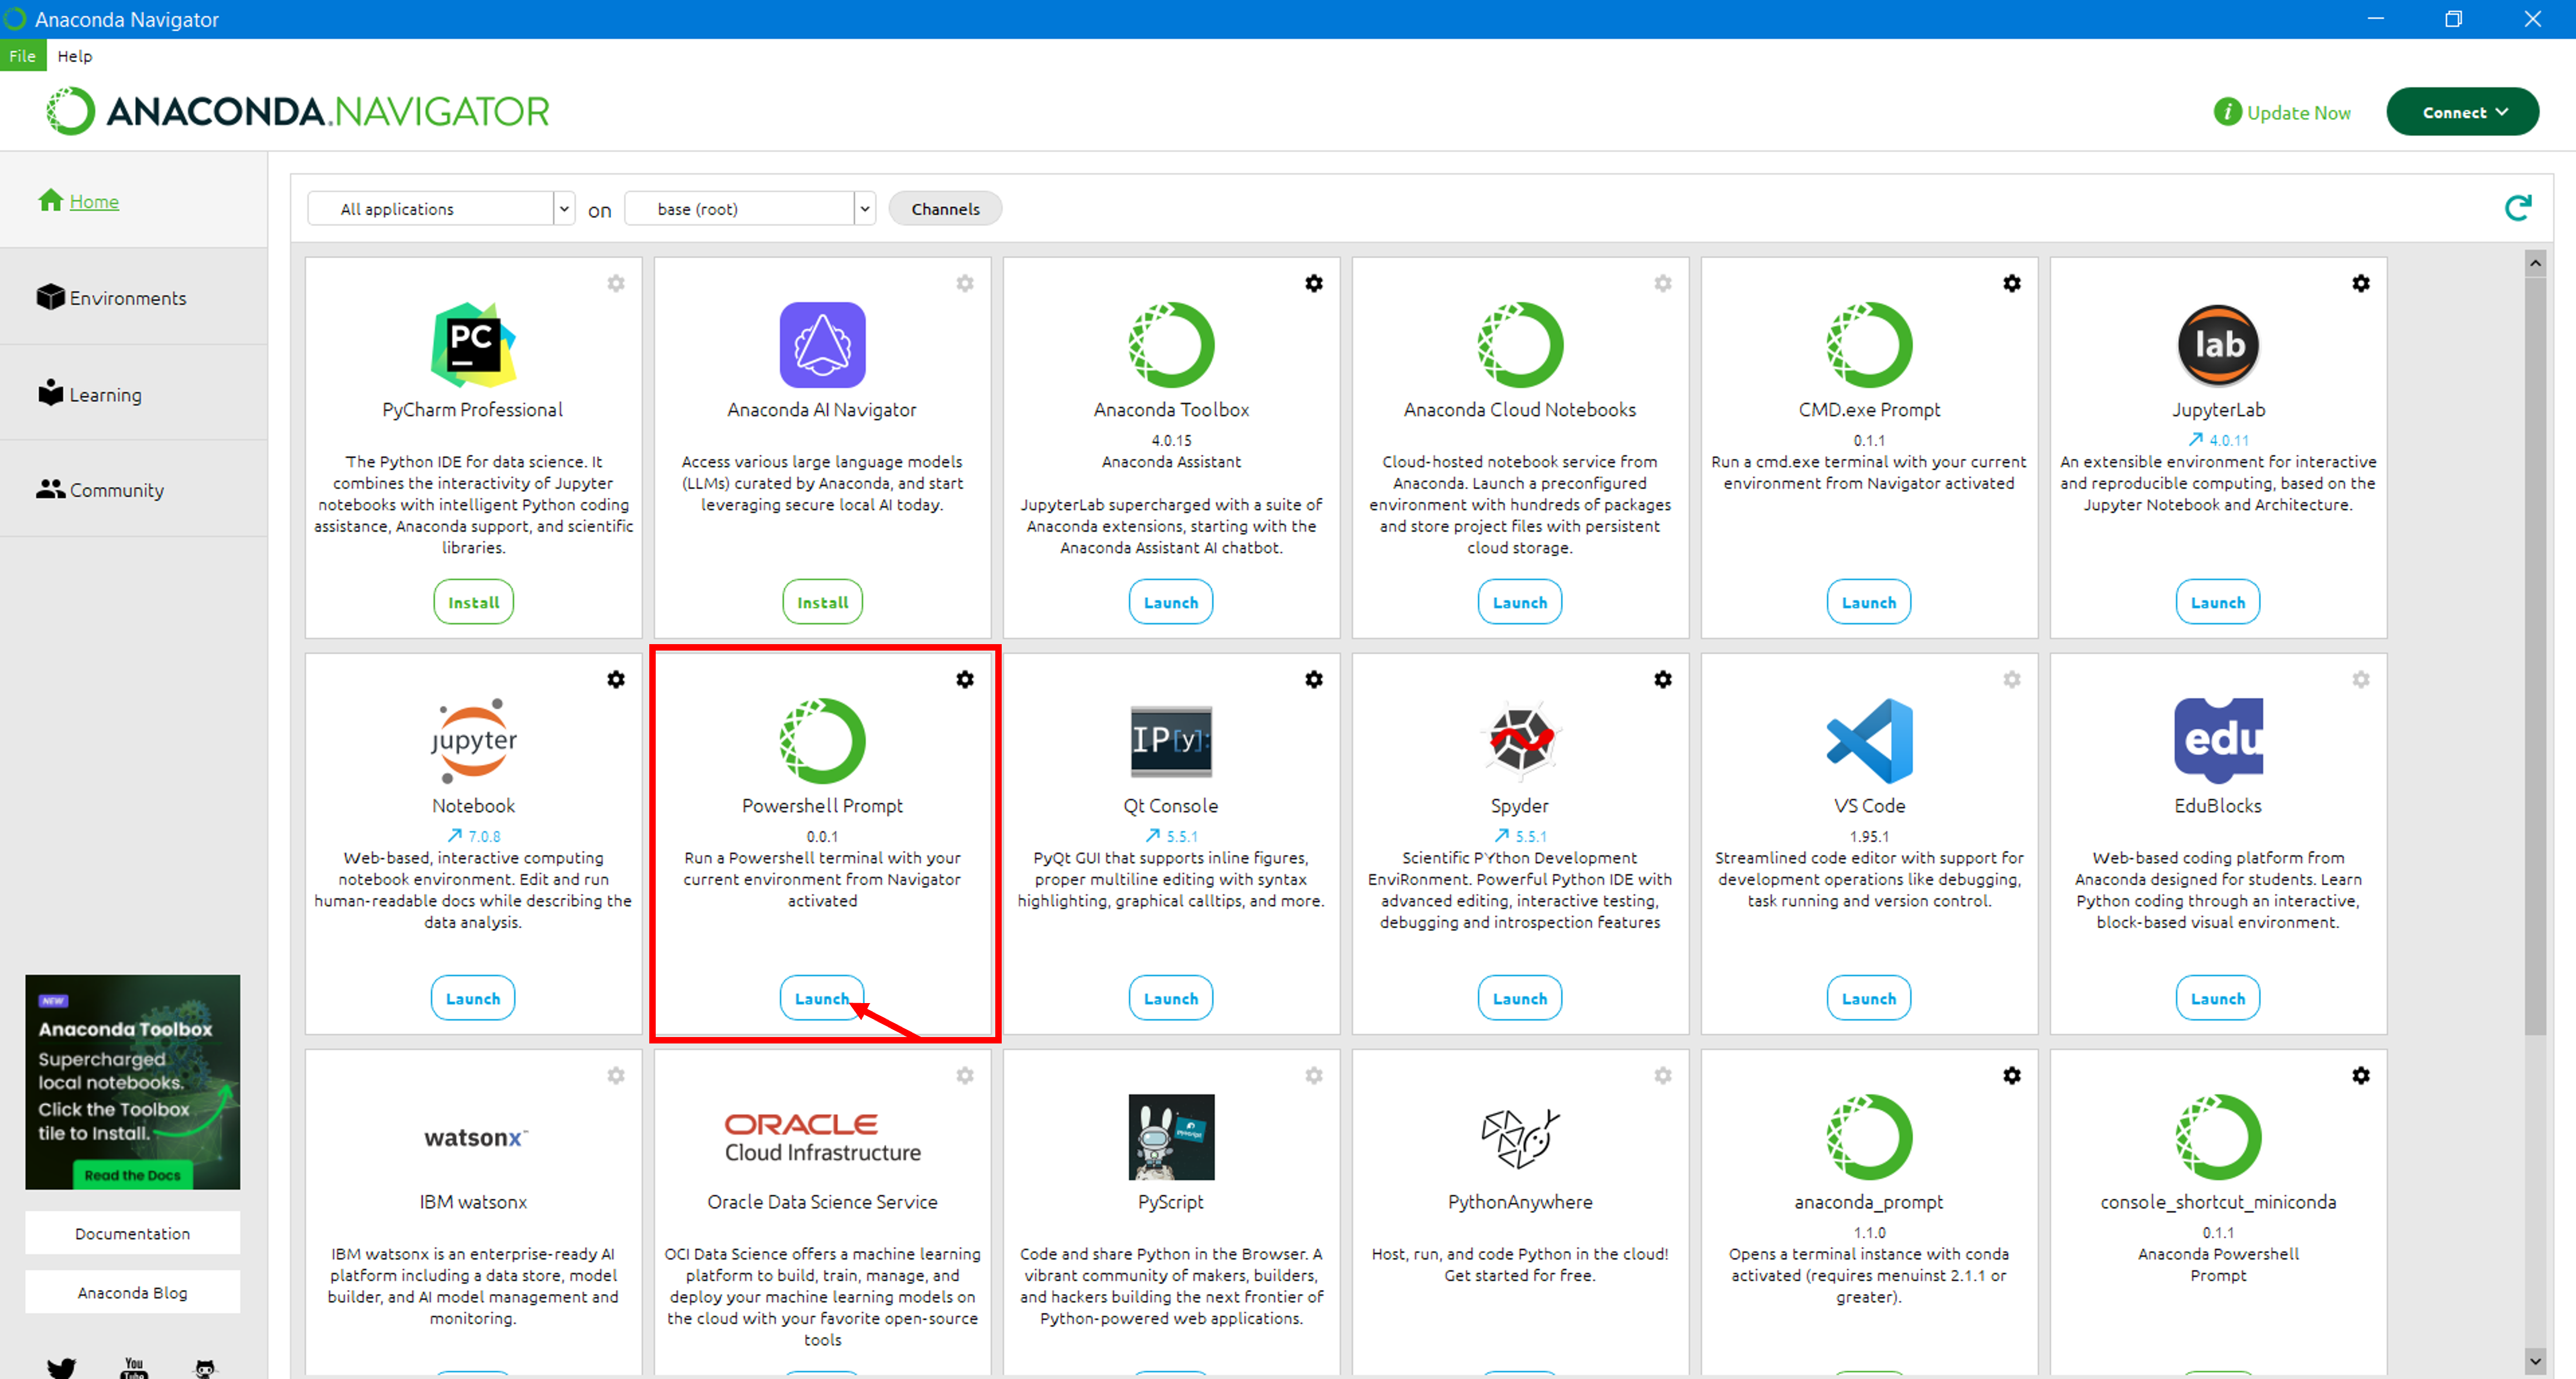 Anaconda Navigator
File Help
ANACONDA.NAVIGATOR
i Update Now
Connect
Home
Environments
Learning
Community
All applications
on
base (root)
Channels
PC
PyCharm Professional
The Python IDE for data science. It
combines the interactivity of Jupyter
notebooks with intelligent Python coding
assistance, Anaconda support, and scientific
libraries.
Install
Anaconda AI Navigator
Access various large language models
(LLMs) curated by Anaconda, and start
leveraging secure local AI today.
Install
Anaconda Toolbox
4.0.15
Anaconda Assistant
JupyterLab supercharged with a suite of
Anaconda extensions, starting with the
Anaconda Assistant AI chatbot.
Launch
Anaconda Cloud Notebooks
Cloud-hosted notebook service from
Anaconda. Launch a preconfigured
environment with hundreds of packages
and store project files with persistent
cloud storage.
Launch
CMD.exe Prompt
0.1.1
Run a cmd.exe terminal with your current
environment from Navigator activated
Launch
lab
JupyterLab
4.0.11
An extensible environment for interactive
and reproducible computing, based on the
Jupyter Notebook and Architecture.
Launch
jupyter
Notebook
7.0.8
Web-based, interactive computing
notebook environment. Edit and run
human-readable docs while describing the
data analysis.
Launch
Powershell Prompt
0.0.1
Run a Powershell terminal with your
current environment from Navigator
activated
Launch
IP[y]:
Qt Console
5.5.1
PyQt GUI that supports inline figures,
proper multiline editing with syntax
highlighting, graphical calltips, and more.
Launch
Spyder
5.5.1
Scientific PYthon Development
EnviRonment. Powerful Python IDE with
advanced editing, interactive testing,
debugging and introspection features
Launch
VS Code
1.95.1
Streamlined code editor with support for
development operations like debugging,
task running and version control.
Launch
edu
EduBlocks
Web-based coding platform from
Anaconda designed for students. Learn
Python coding through an interactive,
block-based visual environment.
Launch
watsonx™
IBM watsonx
IBM watsonx is an enterprise-ready AI
platform including a data store, model
builder, and AI model management and
monitoring.
ORACLE
Cloud Infrastructure
Oracle Data Science Service
OCI Data Science offers a machine learning
platform to build, train, manage, and
deploy your machine learning models on
the cloud with your favorite open-source
tools
pyscript
PyScript
Code and share Python in the Browser. A
vibrant community of makers, builders,
and hackers building the next frontier of
Python-powered web applications.
PythonAnywhere
Host, run, and code Python in the cloud!
Get started for free.
anaconda_prompt
1.1.0
Opens a terminal instance with conda
activated (requires menuinst 2.1.1 or
greater).
console_shortcut_miniconda
0.1.1
Anaconda Powershell
Prompt
NEW
Anaconda Toolbox
Supercharged
local notebooks.
Click the Toolbox
tile to Install.
Read the Docs
Documentation
Anaconda Blog
You